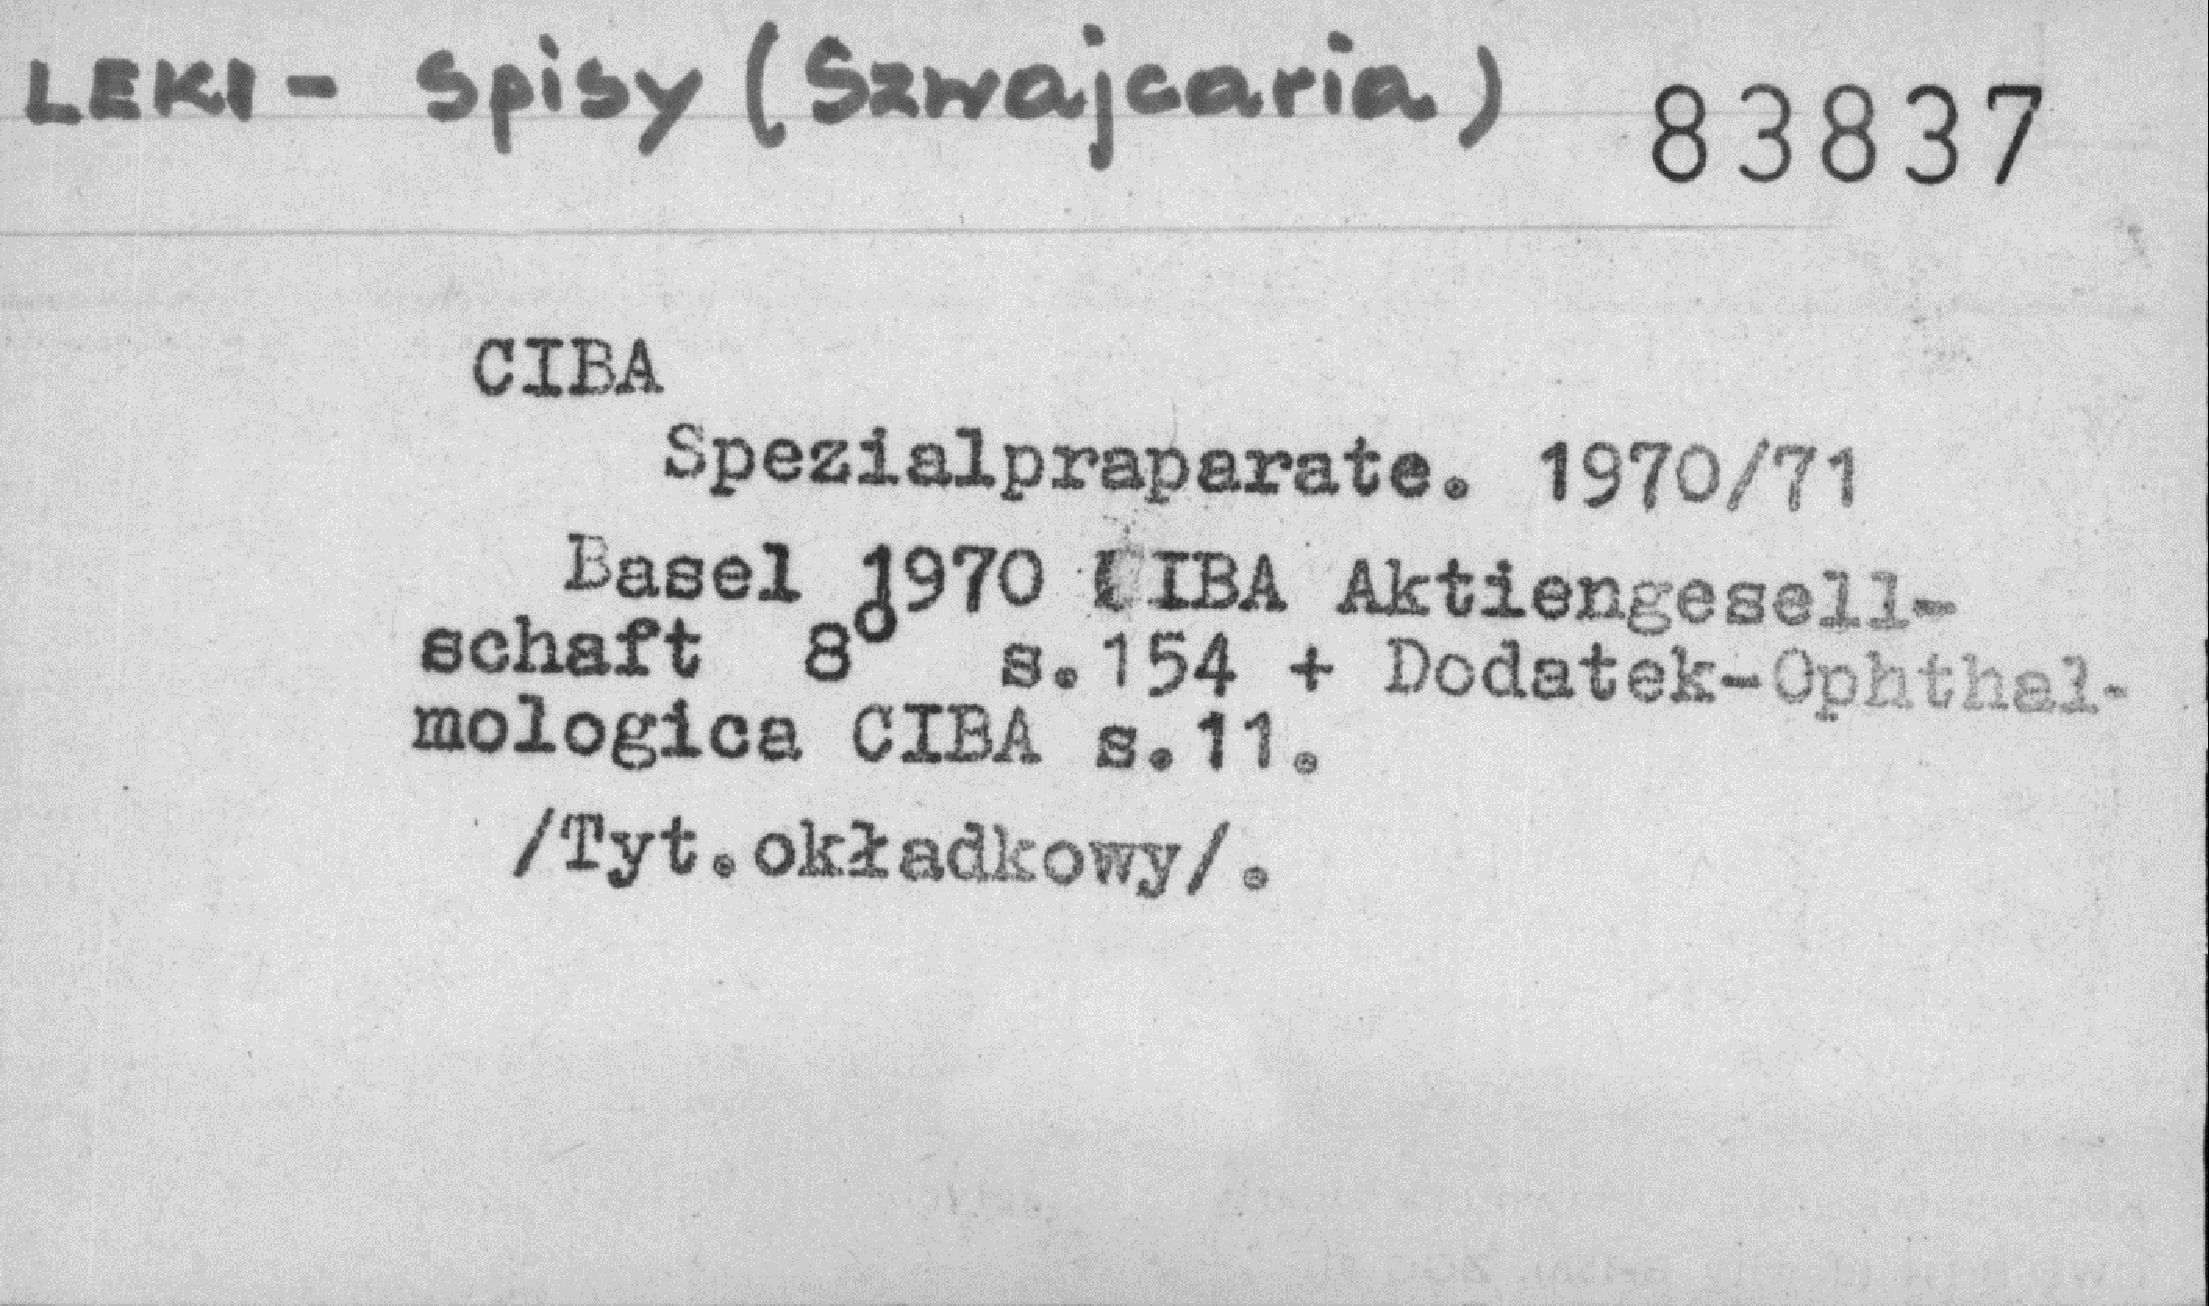 LEKI - Spisy (Szwajcaria) 83837
CIBA
Spezialpraparate. 1970/71
Basel 1970 CIBA Aktiengesell-
schaft 8° s.154 + Dodatek-Ophthal-
mologica CIBA s.11.
/Tyt.okładkowy/.